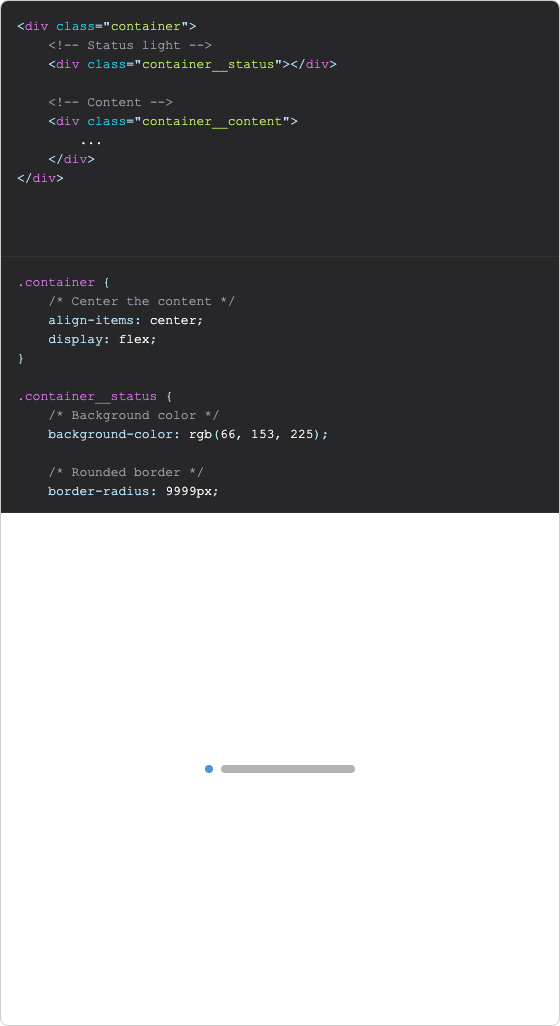 <div class="container">
    <!-- Status light -->
    <div class="container__status"></div>

    <!-- Content -->
    <div class="container__content">
        ...
    </div>
</div>

.container {
    /* Center the content */
    align-items: center;
    display: flex;
}

.container__status {
    /* Background color */
    background-color: rgb(66, 153, 225);

    /* Rounded border */
    border-radius: 9999px;